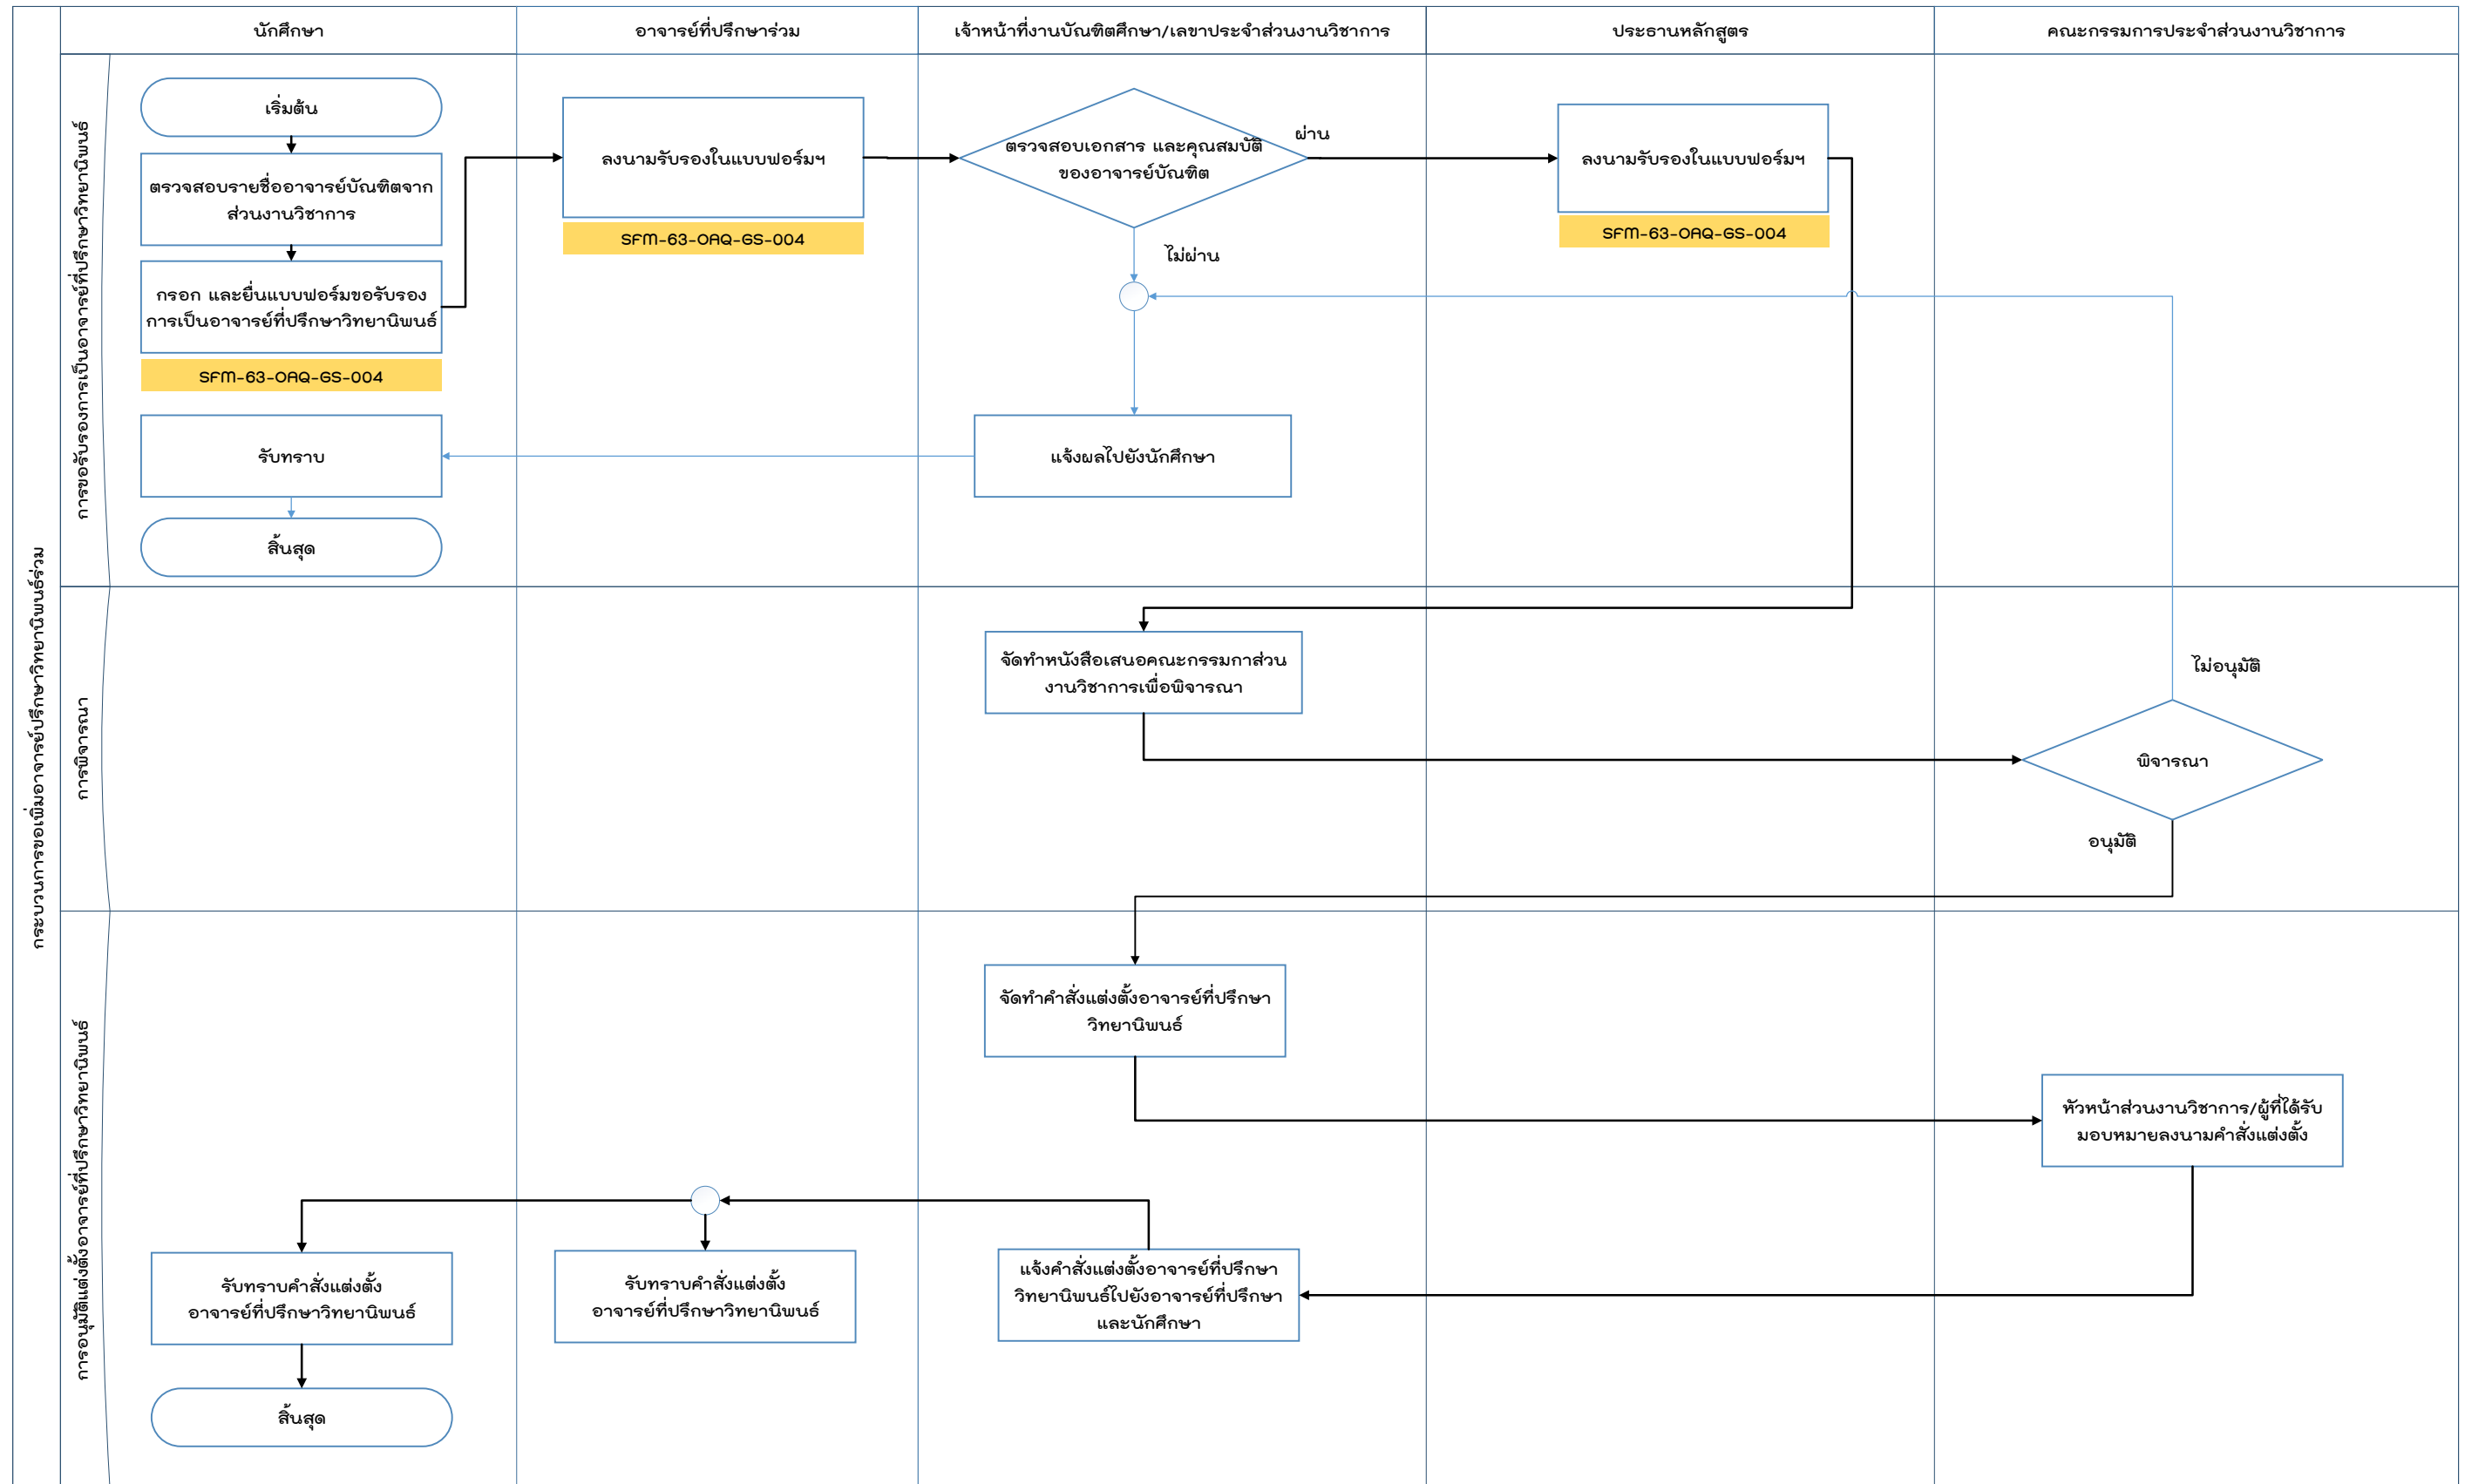 กระบวนการขอเพิ่มอาจารย์ปรึกษาวิทยานิพนธ์ร่วม
นักศึกษา
อาจารย์ที่ปรึกษาร่วม
เจ้าหน้าที่งานบัณฑิตศึกษา/เลขาประจำส่วนงานวิชาการ
ประธานหลักสูตร
คณะกรรมการประจำส่วนงานวิชาการ
การขอรับรองการเป็นอาจารย์ที่ปรึกษาวิทยานิพนธ์
เริ่มต้น
ตรวจสอบรายชื่ออาจารย์บัณฑิตจาก
ส่วนงานวิชาการ
กรอก และยื่นแบบฟอร์มขอรับรอง
การเป็นอาจารย์ที่ปรึกษาวิทยานิพนธ์
SFM-63-OAQ-GS-004
ลงนามรับรองในแบบฟอร์มฯ
SFM-63-OAQ-GS-004
ตรวจสอบเอกสาร และคุณสมบัติ
ของอาจารย์บัณฑิต
ผ่าน
ไม่ผ่าน
ลงนามรับรองในแบบฟอร์มฯ
SFM-63-OAQ-GS-004
แจ้งผลไปยังนักศึกษา
รับทราบ
สิ้นสุด
การพิจารณา
จัดทำหนังสือเสนอคณะกรรมกาส่วน
งานวิชาการเพื่อพิจารณา
ไม่อนุมัติ
พิจารณา
อนุมัติ
การอนุมัติแต่งตั้งอาจารย์ที่ปรึกษาวิทยานิพนธ์
จัดทำคำสั่งแต่งตั้งอาจารย์ที่ปรึกษา
วิทยานิพนธ์
หัวหน้าส่วนงานวิชาการ/ผู้ที่ได้รับ
มอบหมายลงนามคำสั่งแต่งตั้ง
แจ้งคำสั่งแต่งตั้งอาจารย์ที่ปรึกษา
วิทยานิพนธ์ไปยังอาจารย์ที่ปรึกษา
และนักศึกษา
รับทราบคำสั่งแต่งตั้ง
อาจารย์ที่ปรึกษาวิทยานิพนธ์
รับทราบคำสั่งแต่งตั้ง
อาจารย์ที่ปรึกษาวิทยานิพนธ์
สิ้นสุด